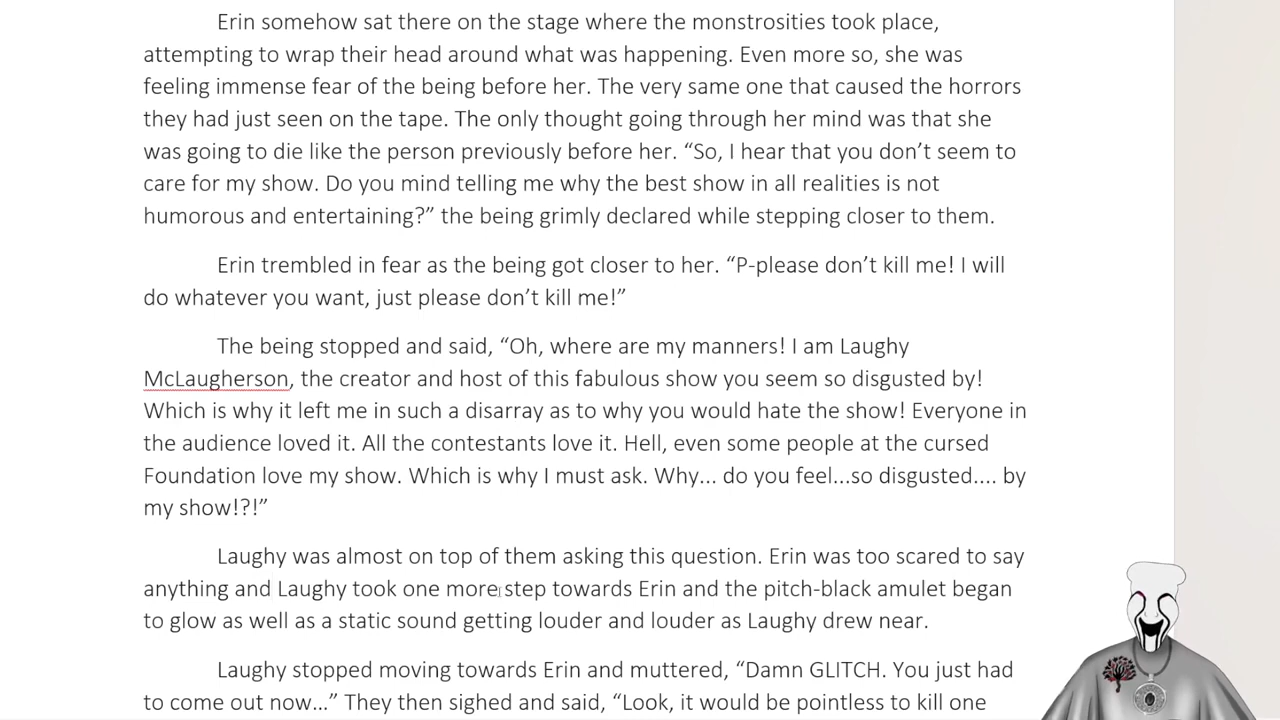 Erin somehow sat there on the stage where the monstrosities took place,
attempting to wrap their head around what was happening. Even more so, she was
feeling immense fear of the being before her. The very same one that caused the horrors
they had just seen on the tape. The only thought going through her mind was that she
was going to die like the person previously before her. “So, I hear that you don’t seem to
care for my show. Do you mind telling me why the best show in all realities is not
humorous and entertaining?” the being grimly declared while stepping closer to them.
Erin trembled in fear as the being got closer to her. “P-please don’t kill me! I will
do whatever you want, just please don’t kill me!”
The being stopped and said, “Oh, where are my manners! I am Laughy
McLaugherson, the creator and host of this fabulous show you seem so disgusted by!
Which is why it left me in such a disarray as to why you would hate the show! Everyone in
the audience loved it. All the contestants love it. Hell, even some people at the cursed
Foundation love my show. Which is why I must ask. Why... do you feel...so disgusted.... by
my show!?!”
Laughy was almost on top of them asking this question. Erin was too scared to say
anything and Laughy took one more step towards Erin and the pitch-black amulet began
to glow as well as a static sound getting louder and louder as Laughy drew near.
Laughy stopped moving towards Erin and muttered, “Damn GLITCH. You just had
to come out now...” They then sighed and said, “Look, it would be pointless to kill one